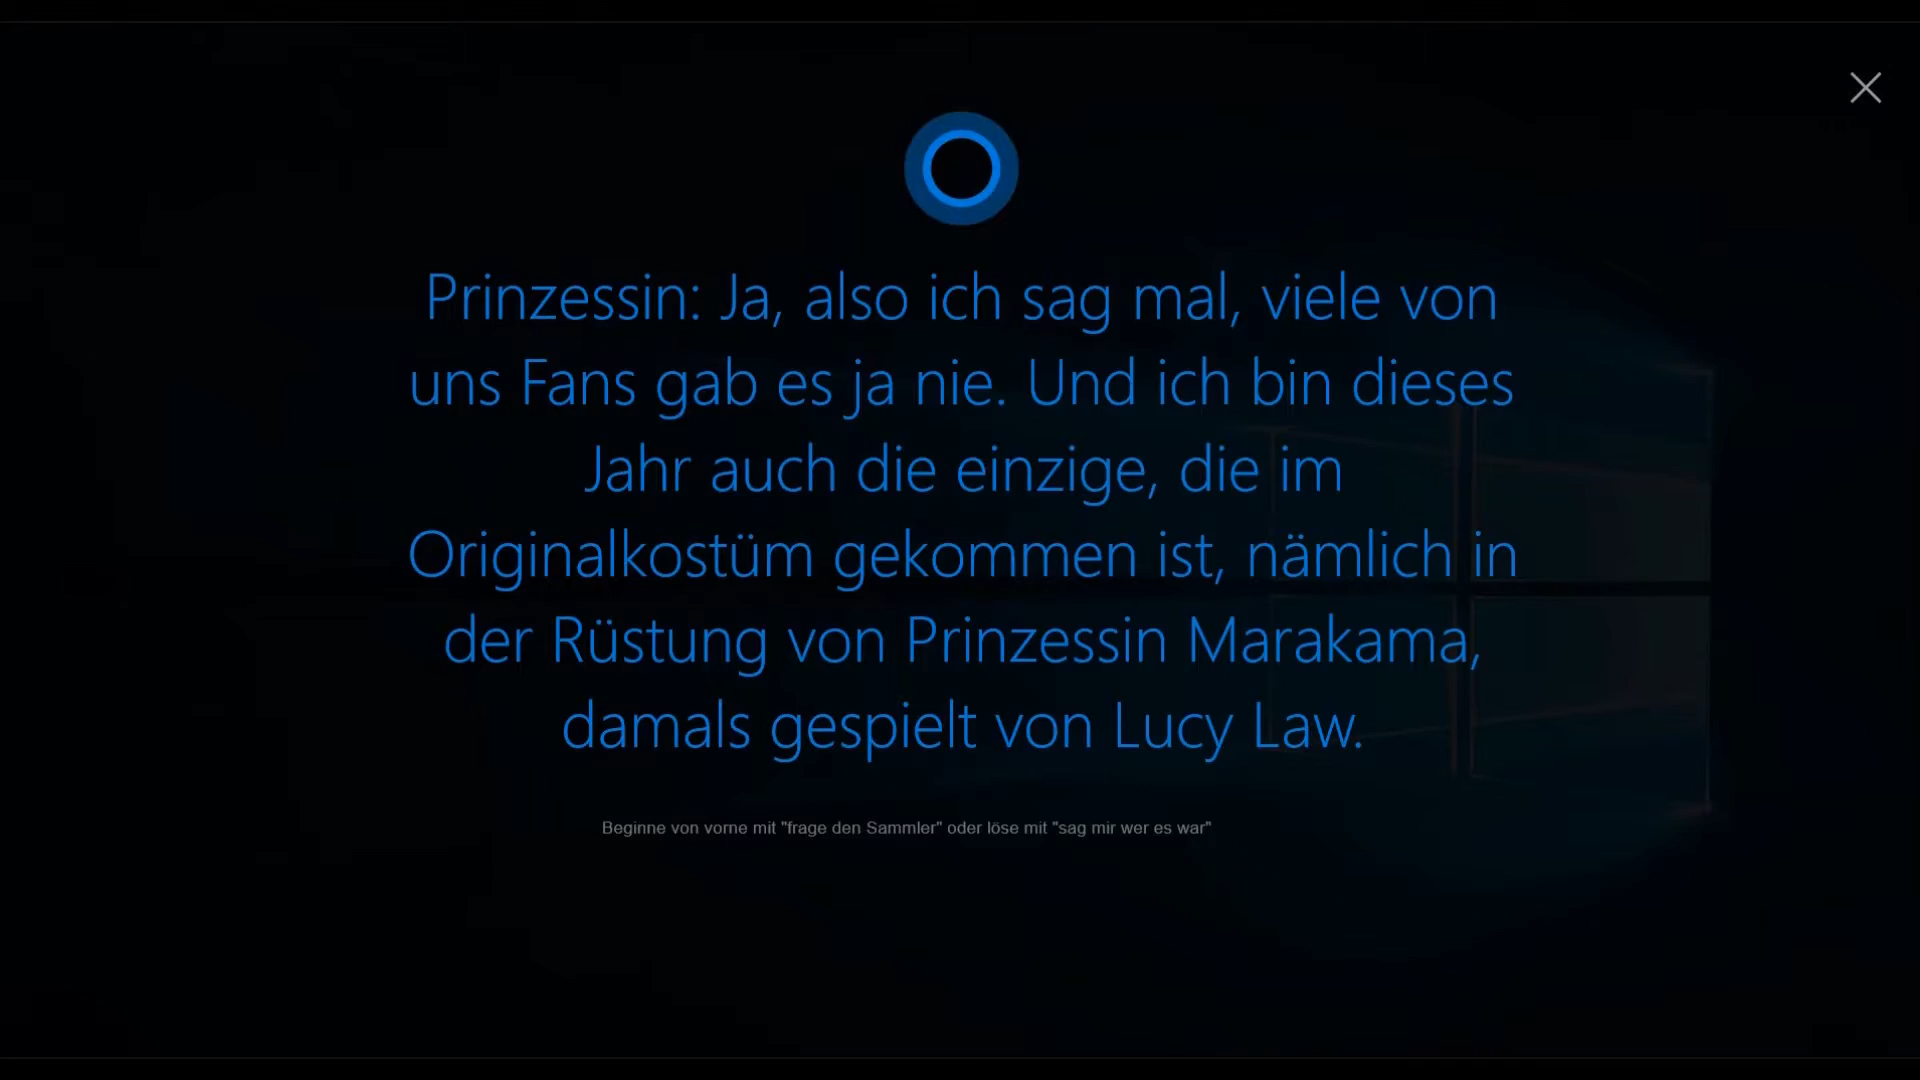 Prinzessin: Ja, also ich sag mal, viele von
uns Fans gab es ja nie. Und ich bin dieses
Jahr auch die einzige, die im
Originalkostüm gekommen ist, nämlich in
der Rüstung von Prinzessin Marakama,
damals gespielt von Lucy Law.
Beginne von vorne mit "frage den Sammler" oder löse mit "sag mir wer es war"